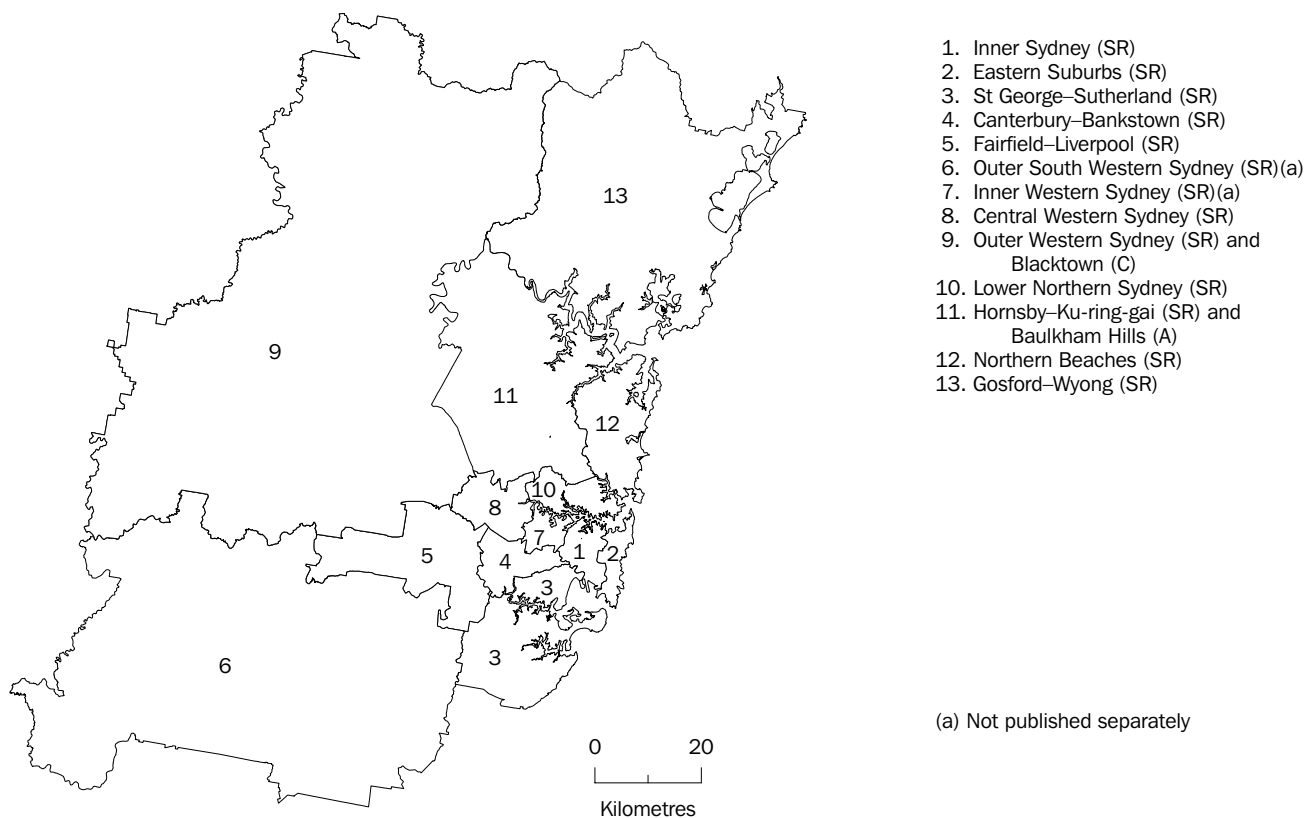 1. Inner Sydney (SR)
2. Eastern Suburbs (SR)
3. St George–Sutherland (SR)
4. Canterbury–Bankstown (SR)
5. Fairfield–Liverpool (SR)
6. Outer South Western Sydney (SR)(a)
7. Inner Western Sydney (SR)(a)
8. Central Western Sydney (SR)
9. Outer Western Sydney (SR) and
Blacktown (C)
10. Lower Northern Sydney (SR)
11. Hornsby–Ku-ring-gai (SR) and
Baulkham Hills (A)
12. Northern Beaches (SR)
13. Gosford–Wyong (SR)
13
9
11
12
10
8
7
1
2
5
4
3
3
6
(a) Not published separately
0 20
Kilometres